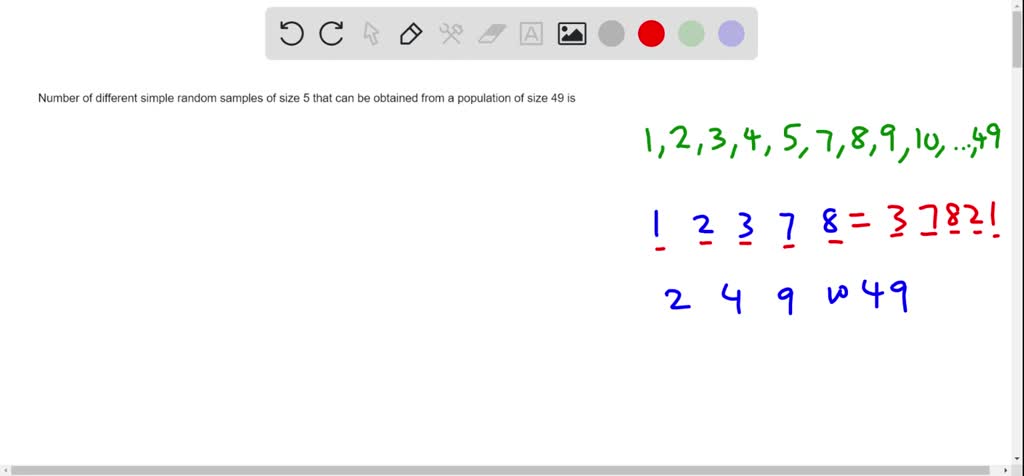 A
Number of different simple random samples of size 5 that can be obtained from a population of size 49 is
1, 2, 3, 4, 5, 7, 8, 9, 10, ..., 49
1 2 3 7 8 = 3 7 8 2 1
2 4 9 10 49